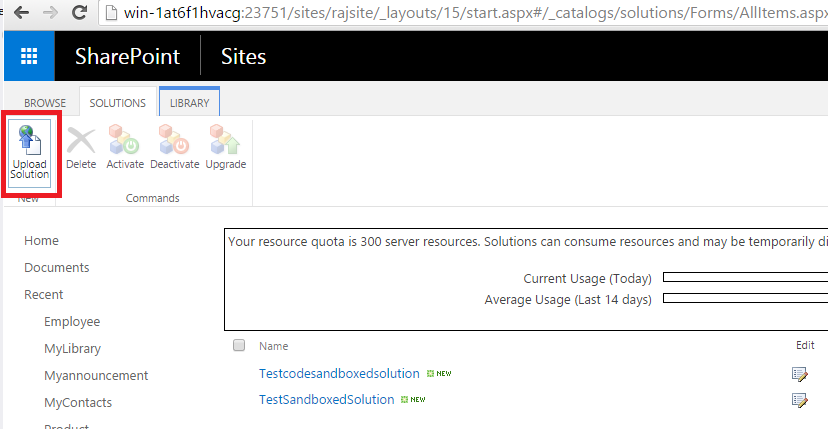 win-1at6f1hvacg:23751/sites/rajsite/_layouts/15/start.aspx#/_catalogs/solutions/Forms/AllItems.aspx
SharePoint Sites
BROWSE SOLUTIONS LIBRARY
Upload Solution Delete Activate Deactivate Upgrade
New Commands
Home
Documents
Recent
Employee
MyLibrary
Myannouncement
MyContacts
Product
Your resource quota is 300 server resources. Solutions can consume resources and may be temporarily di
Current Usage (Today)
Average Usage (Last 14 days)
Name Edit
Testcodesandboxedsolution NEW
TestSandboxedSolution NEW